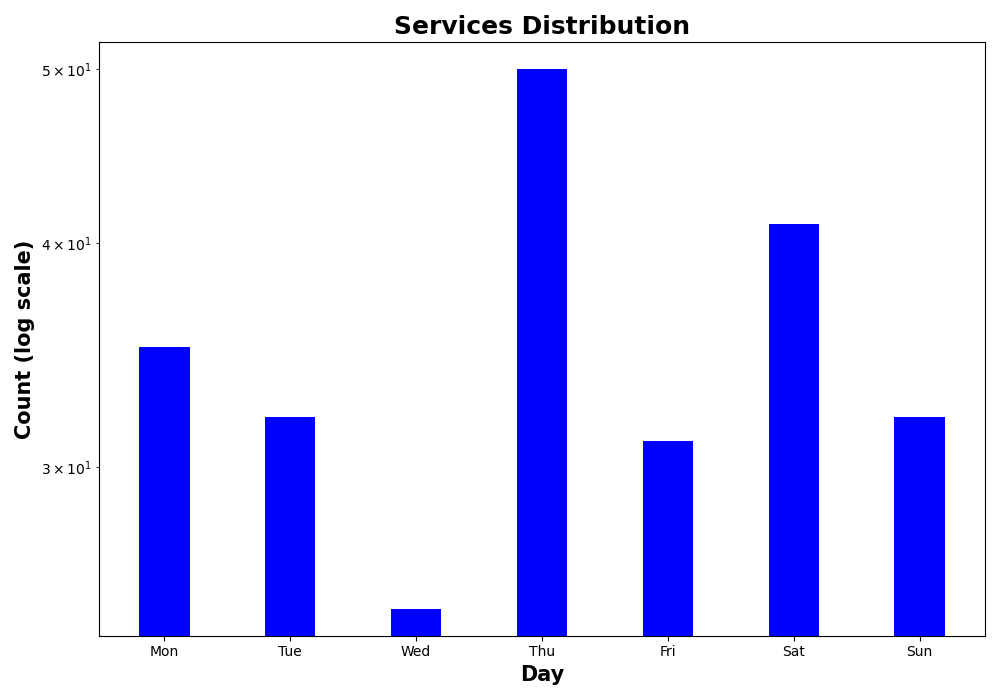 Services Distribution
5 × 10¹
4 × 10¹
3 × 10¹
Count (log scale)
Mon Tue Wed Thu Fri Sat Sun
Day